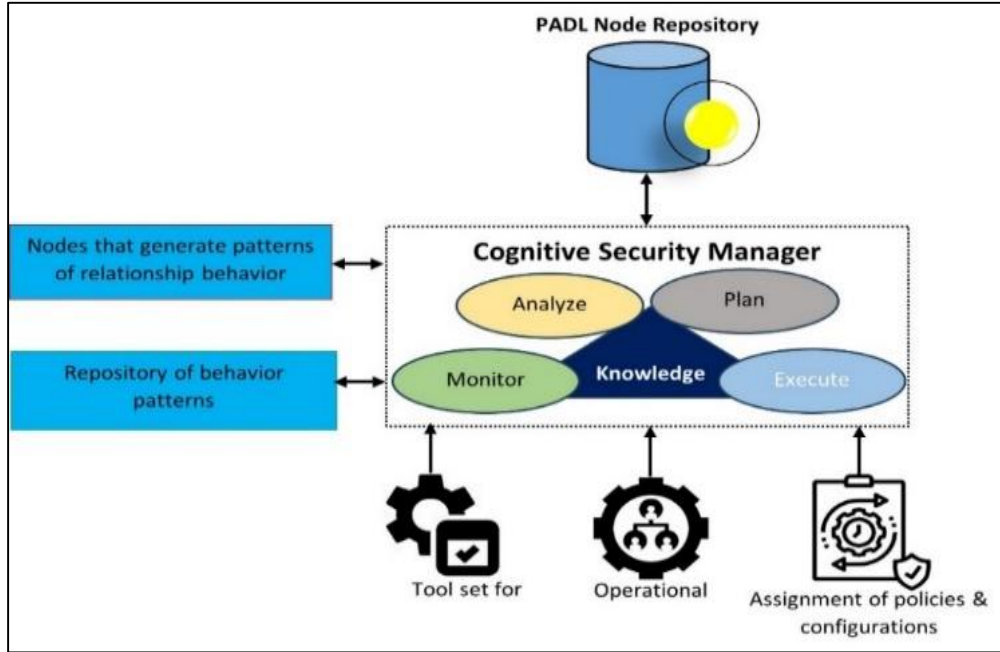 PADL Node Repository
Nodes that generate patterns
of relationship behavior
Cognitive Security Manager
Analyze
Plan
Repository of behavior
patterns
Monitor
Knowledge
Execute
Tool set for
Operational
Assignment of policies &
configurations